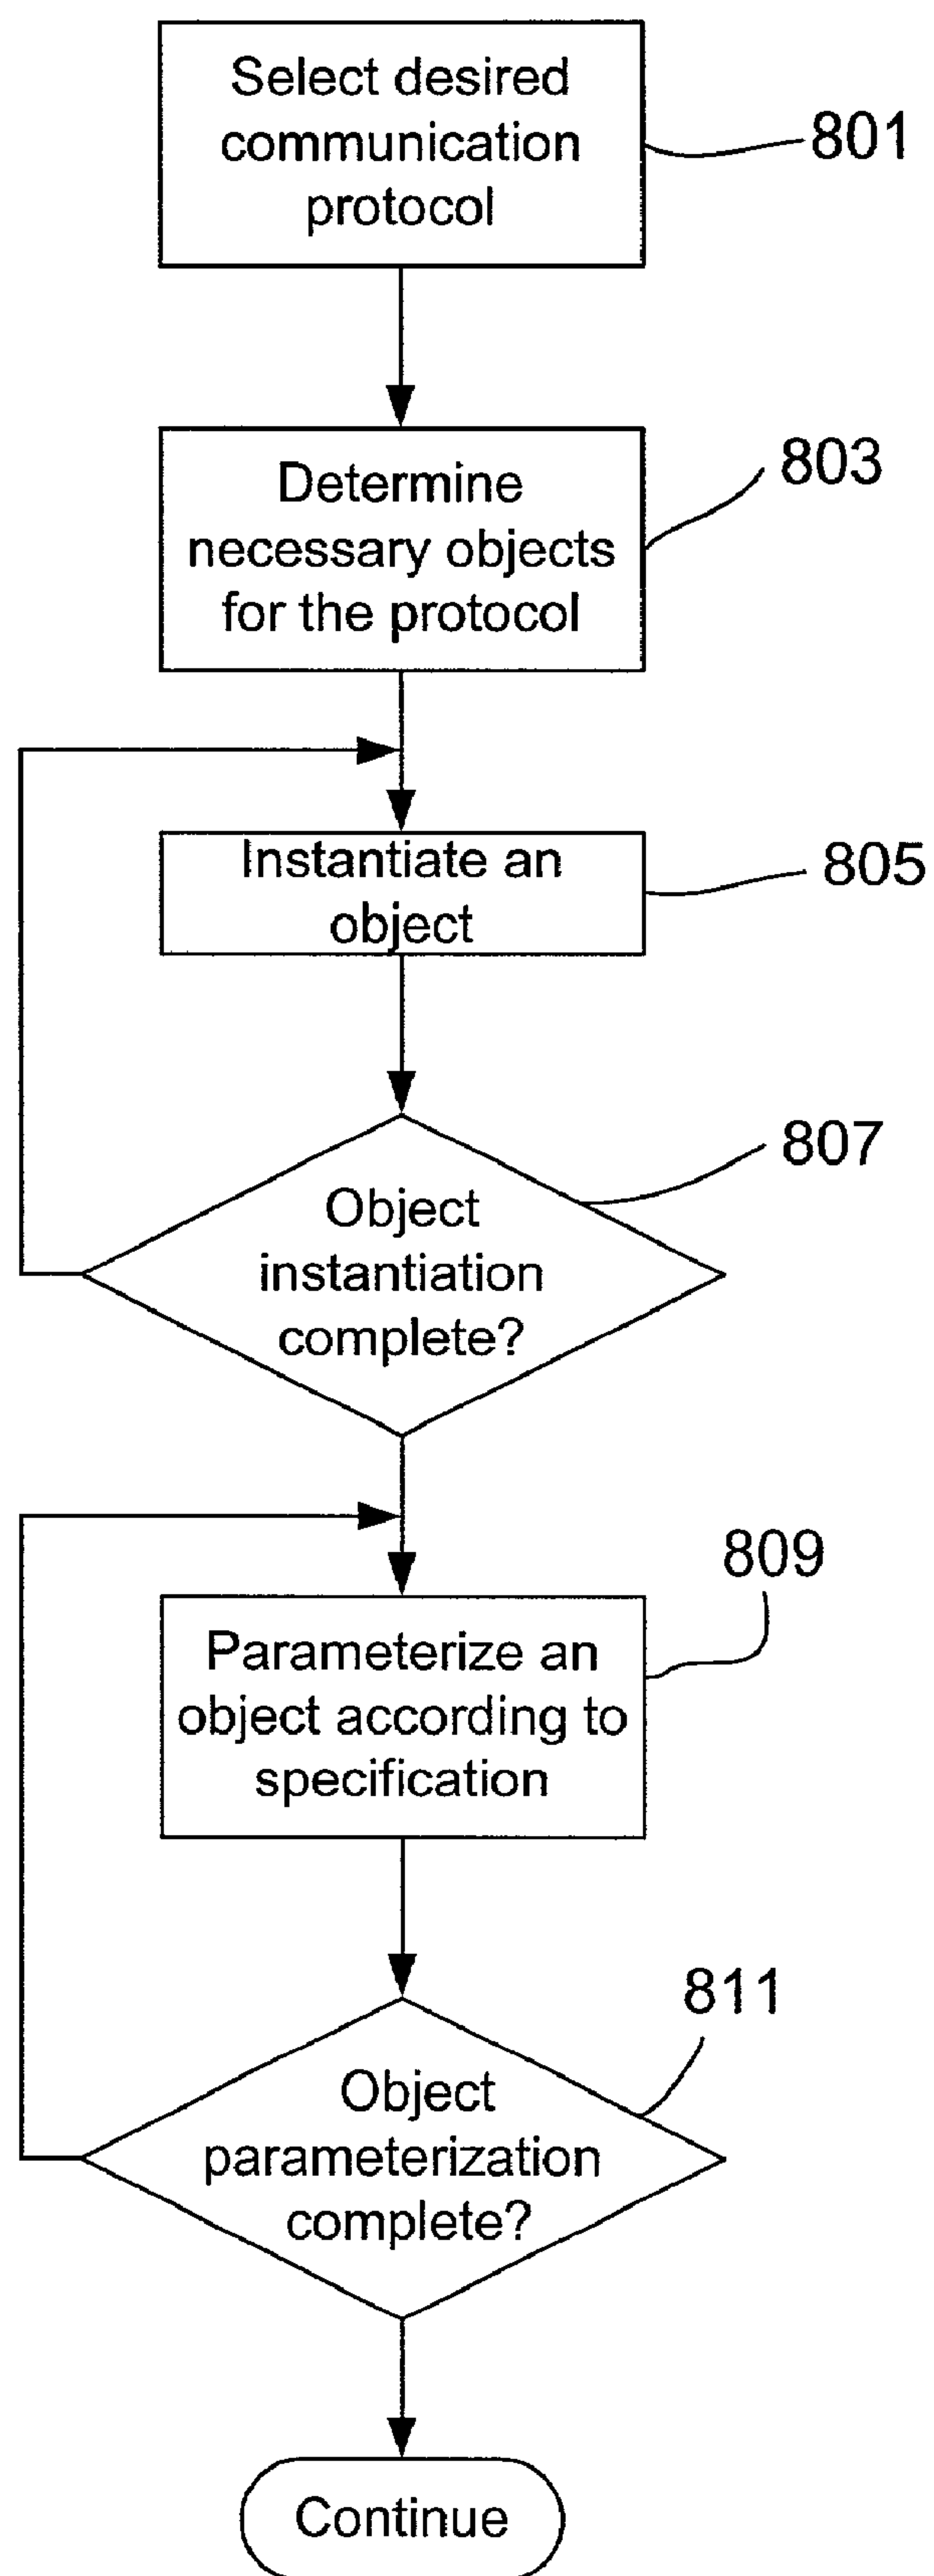 Select desired
communication
protocol
801
Determine
necessary objects
for the protocol
803
Instantiate an
object
805
807
Object
instantiation
complete?
809
Parameterize an
object according to
specification
811
Object
parameterization
complete?
Continue